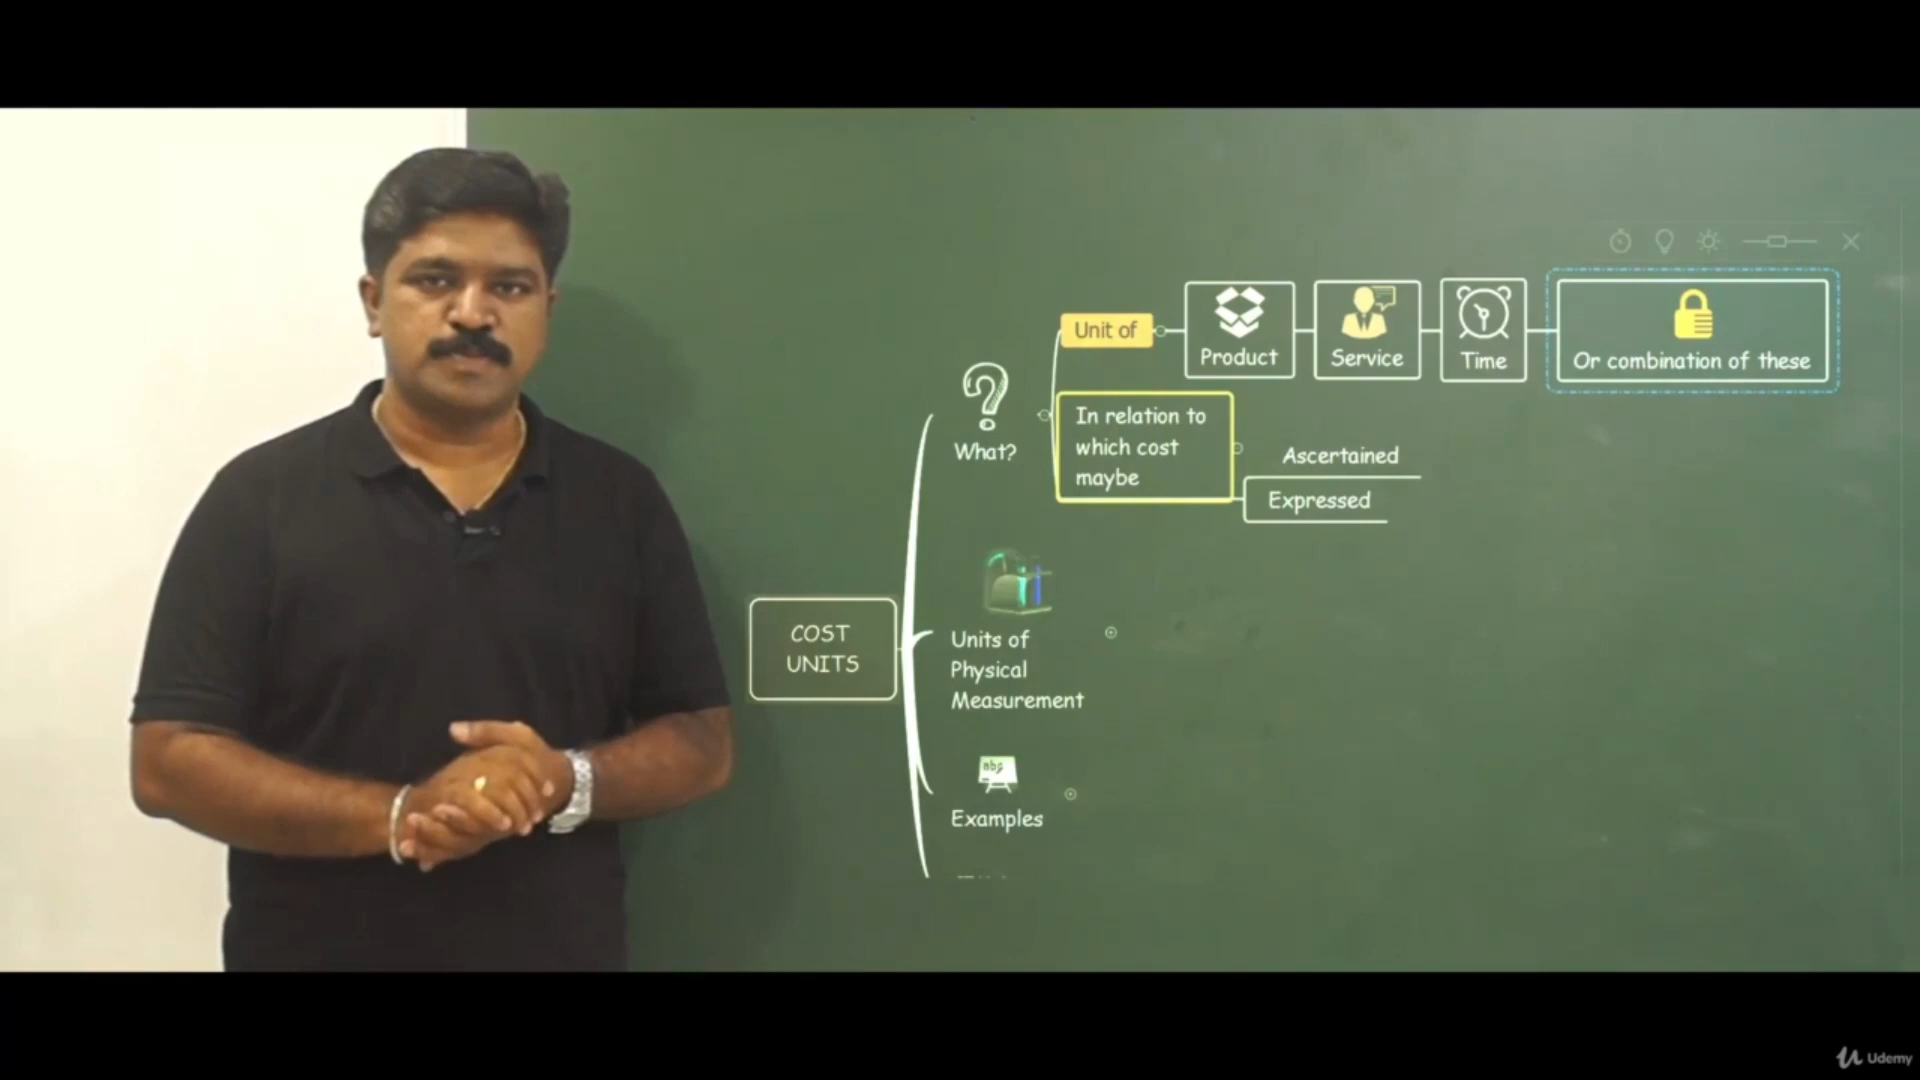 Unit of
Product
Service
Time
Or combination of these
What?
In relation to
which cost
maybe
Ascertained
Expressed
COST
UNITS
Units of
Physical
Measurement
Examples
Udemy